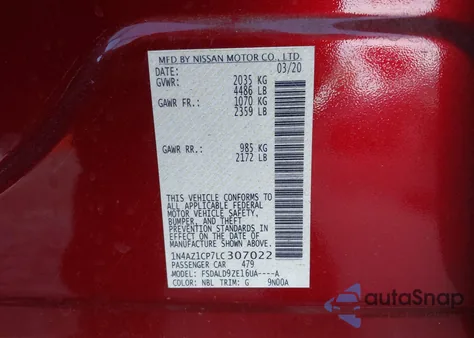 MFD BY NISSAN MOTOR CO., LTD.
DATE: 03/20
GVWR: 2035 KG
4486 LB
GAWR FR.: 1070 KG
2359 LB
GAWR RR.: 985 KG
2172 LB
THIS VEHICLE CONFORMS TO
ALL APPLICABLE FEDERAL
MOTOR VEHICLE SAFETY,
BUMPER, AND THEFT
PREVENTION STANDARDS IN
EFFECT ON THE DATE OF
MANUFACTURE SHOWN ABOVE.
1N4AZ1CP7LC307022
PASSENGER CAR 479
MODEL: FSDALD9ZE16UA----A
COLOR: NBL TRIM: G 9N00A
autoSnap